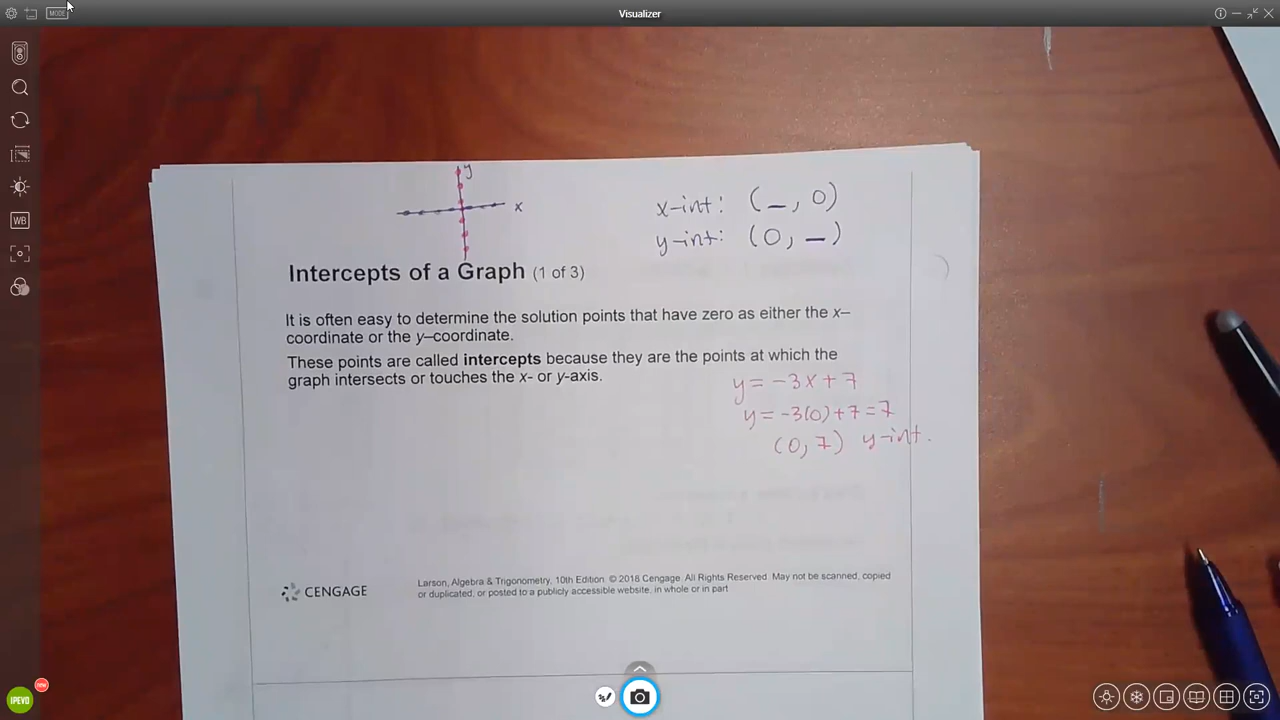 MODE
Visualizer
y
x
x-int: (_, 0)
y-int: (0, _)
Intercepts of a Graph (1 of 3)
It is often easy to determine the solution points that have zero as either the x–
coordinate or the y–coordinate.
These points are called intercepts because they are the points at which the
graph intersects or touches the x- or y-axis.
y = -3x + 7
y = -3(0) + 7 = 7
(0, 7) y-int.
CENGAGE
Larson, Algebra & Trigonometry, 10th Edition. © 2018 Cengage. All Rights Reserved. May not be scanned, copied
or duplicated, or posted to a publicly accessible website, in whole or in part
WB
IPEVO
new